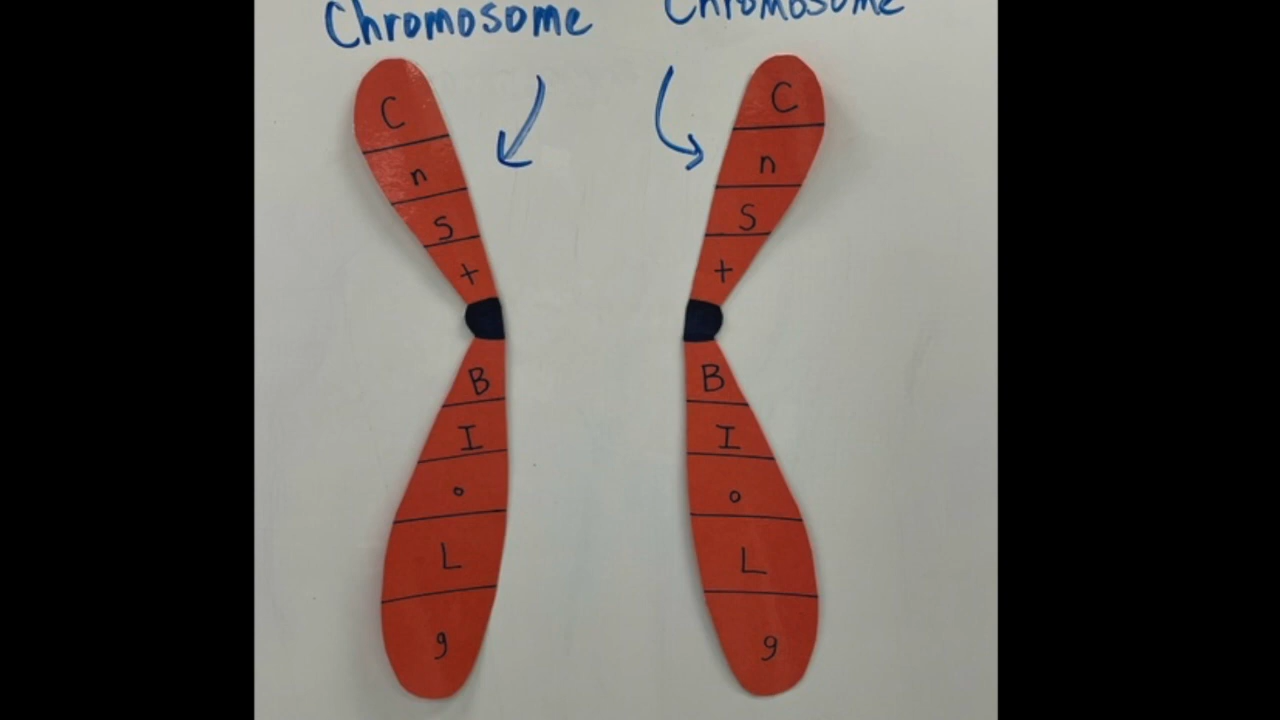 Chromosome Chromosome
C C
n n
S S
+ +
B B
I I
o o
L L
g g